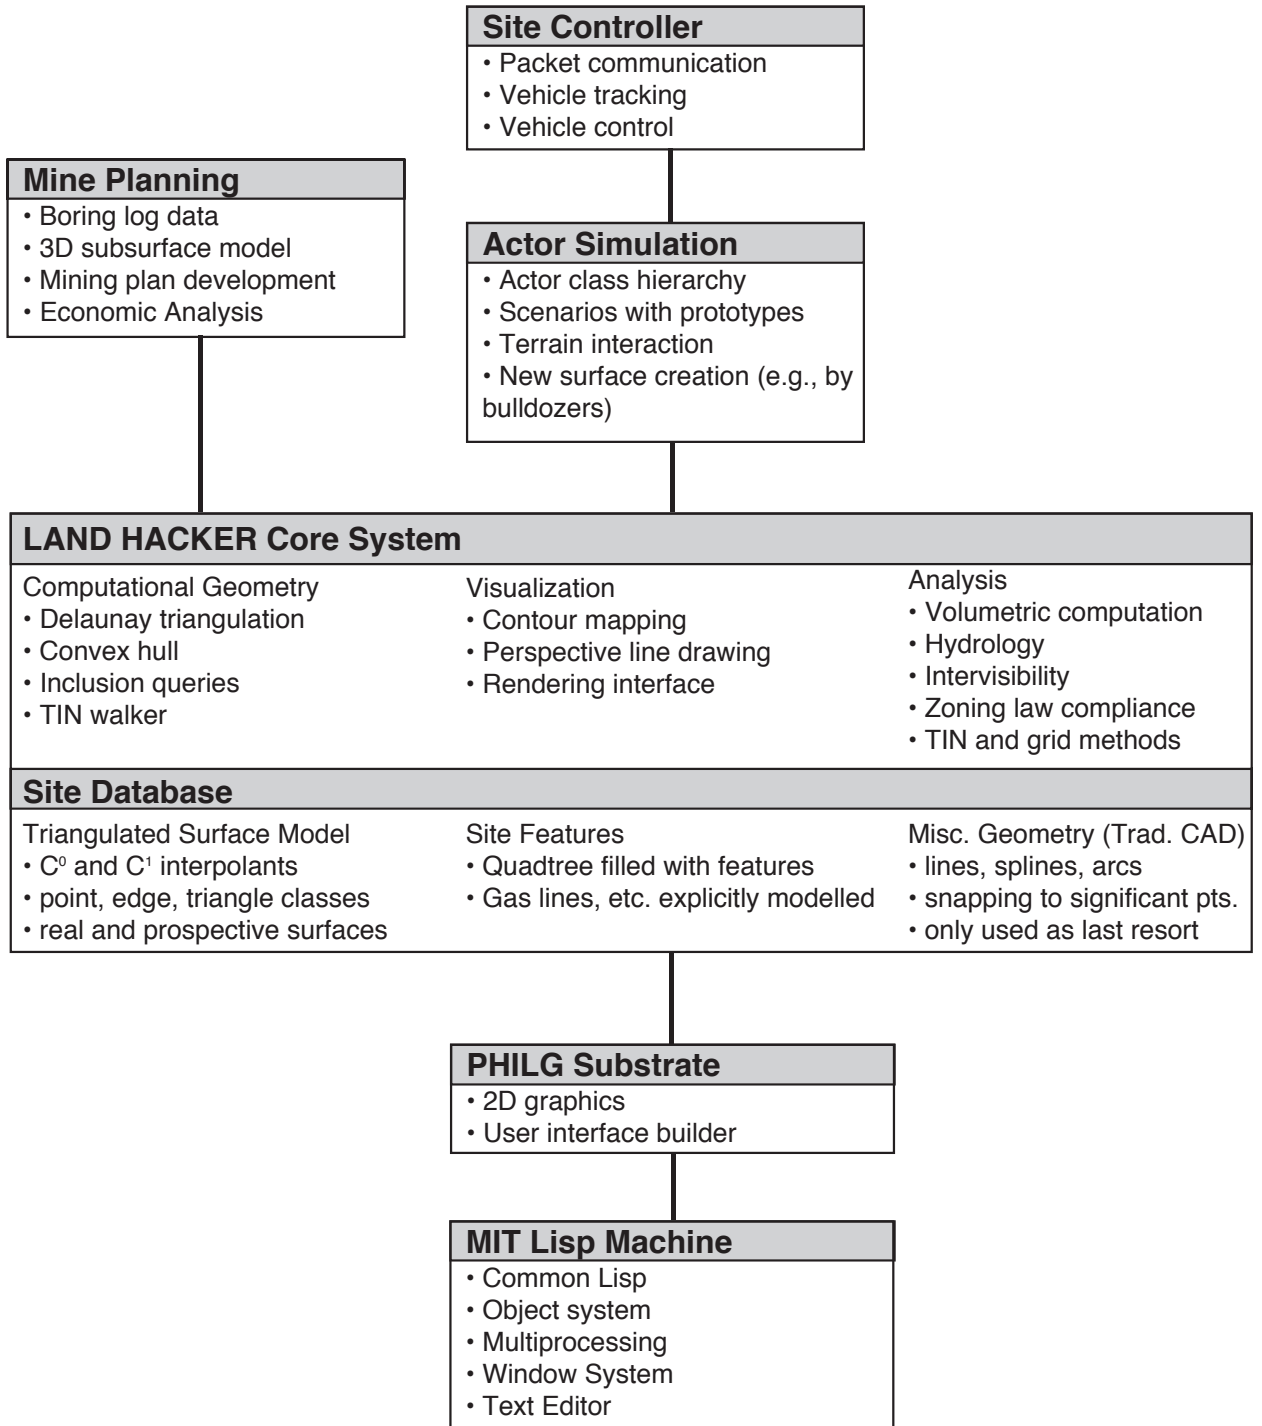 Site Controller
• Packet communication
• Vehicle tracking
• Vehicle control
Mine Planning
• Boring log data
• 3D subsurface model
• Mining plan development
• Economic Analysis
Actor Simulation
• Actor class hierarchy
• Scenarios with prototypes
• Terrain interaction
• New surface creation (e.g., by
bulldozers)
LAND HACKER Core System
Computational Geometry
• Delaunay triangulation
• Convex hull
• Inclusion queries
• TIN walker
Visualization
• Contour mapping
• Perspective line drawing
• Rendering interface
Analysis
• Volumetric computation
• Hydrology
• Intervisibility
• Zoning law compliance
• TIN and grid methods
Site Database
Triangulated Surface Model
• C⁰ and C¹ interpolants
• point, edge, triangle classes
• real and prospective surfaces
Site Features
• Quadtree filled with features
• Gas lines, etc. explicitly modelled
Misc. Geometry (Trad. CAD)
• lines, splines, arcs
• snapping to significant pts.
• only used as last resort
PHILG Substrate
• 2D graphics
• User interface builder
MIT Lisp Machine
• Common Lisp
• Object system
• Multiprocessing
• Window System
• Text Editor